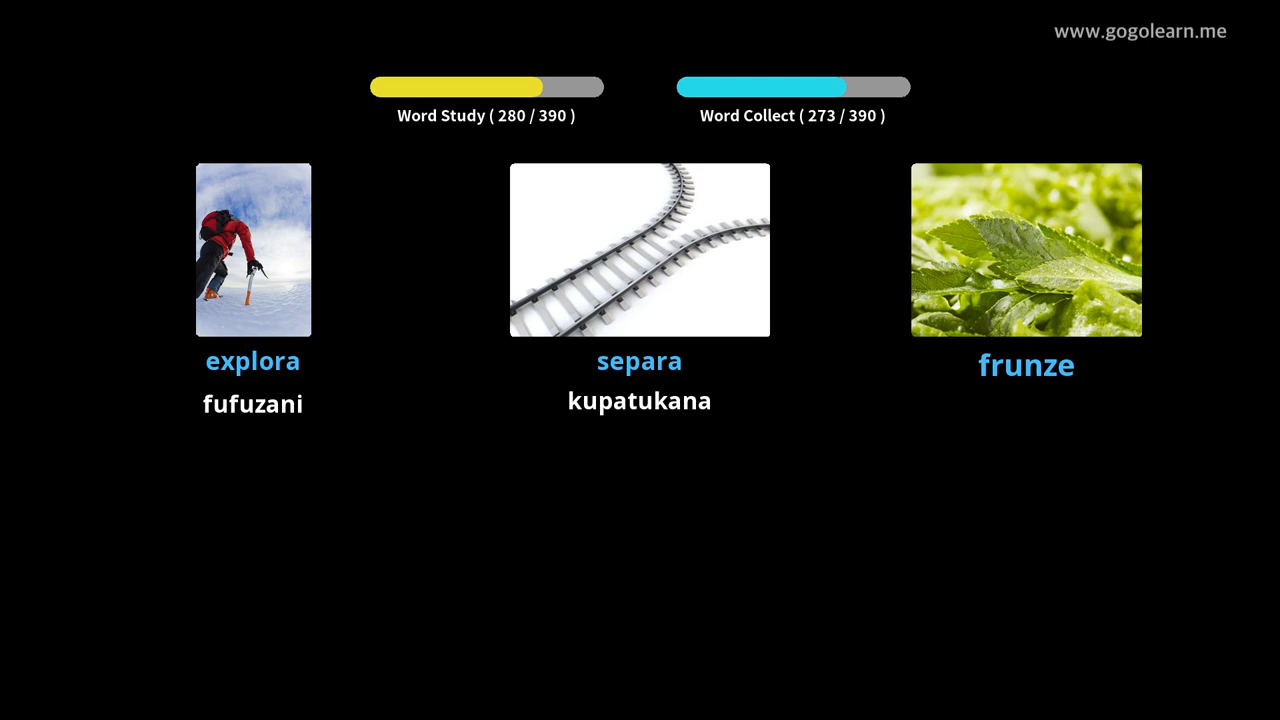 www.gogolearn.me
Word Study ( 280 / 390 )
Word Collect ( 273 / 390 )
explora
fufuzani
separa
kupatukana
frunze